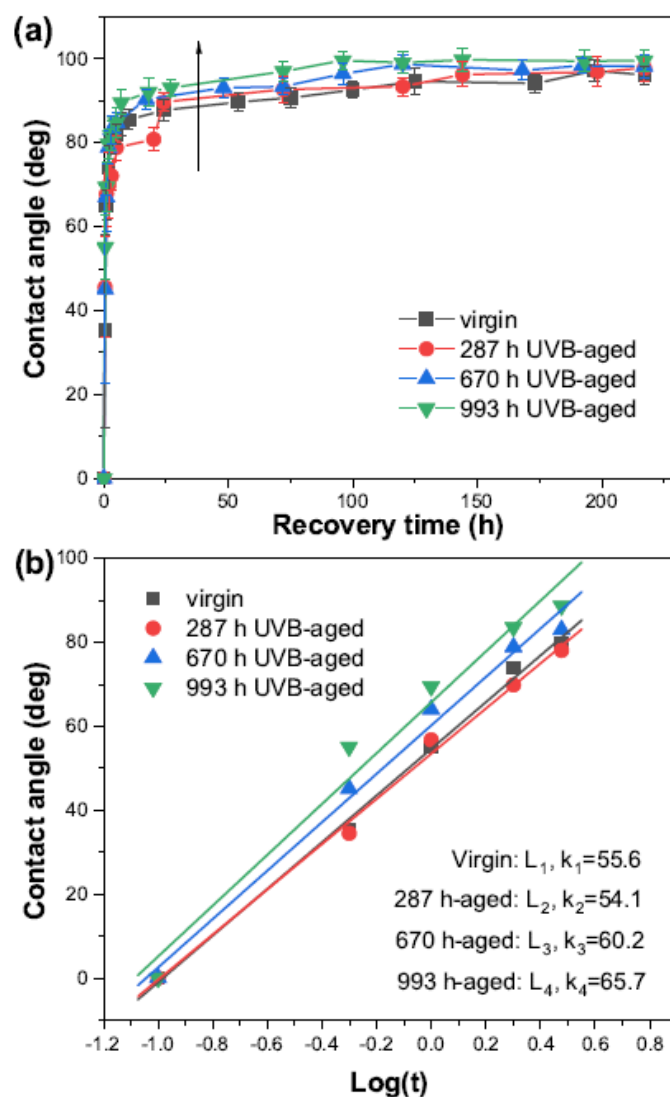 (a)
100
80
60
40
20
0
Contact angle (deg)
virgin
287 h UVB-aged
670 h UVB-aged
993 h UVB-aged
0 50 100 150 200
Recovery time (h)
(b)
100
80
60
40
20
0
Contact angle (deg)
virgin
287 h UVB-aged
670 h UVB-aged
993 h UVB-aged
Virgin: L₁, k₁=55.6
287 h-aged: L₂, k₂=54.1
670 h-aged: L₃, k₃=60.2
993 h-aged: L₄, k₄=65.7
-1.2 -1.0 -0.8 -0.6 -0.4 -0.2 0.0 0.2 0.4 0.6 0.8
Log(t)